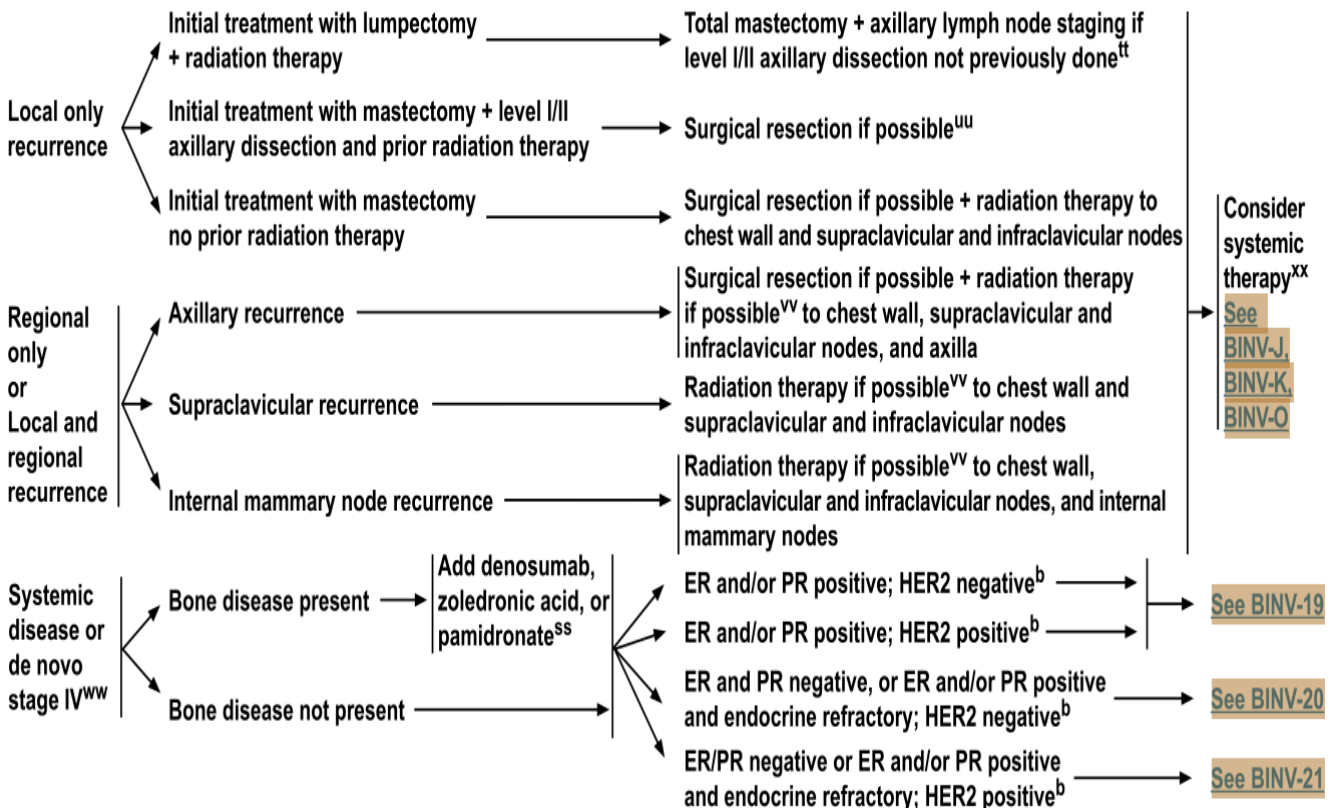 Local only
recurrence
Initial treatment with lumpectomy
+ radiation therapy
Total mastectomy + axillary lymph node staging if
level I/II axillary dissection not previously donett
Initial treatment with mastectomy + level I/II
axillary dissection and prior radiation therapy
Surgical resection if possibleuu
Initial treatment with mastectomy
no prior radiation therapy
Surgical resection if possible + radiation therapy to
chest wall and supraclavicular and infraclavicular nodes
Regional
only
or
Local and
regional
recurrence
Axillary recurrence
Surgical resection if possible + radiation therapy
if possiblevv to chest wall, supraclavicular and
infraclavicular nodes, and axilla
Supraclavicular recurrence
Radiation therapy if possiblevv to chest wall and
supraclavicular and infraclavicular nodes
Internal mammary node recurrence
Radiation therapy if possiblevv to chest wall,
supraclavicular and infraclavicular nodes, and internal
mammary nodes
Consider
systemic
therapyxx
See
BINV-J,
BINV-K,
BINV-O
Systemic
disease or
de novo
stage IVww
Bone disease present
Add denosumab,
zoledronic acid, or
pamidronatess
Bone disease not present
ER and/or PR positive; HER2 negativeb
ER and/or PR positive; HER2 positiveb
See BINV-19
ER and PR negative, or ER and/or PR positive
and endocrine refractory; HER2 negativeb
See BINV-20
ER/PR negative or ER and/or PR positive
and endocrine refractory; HER2 positiveb
See BINV-21